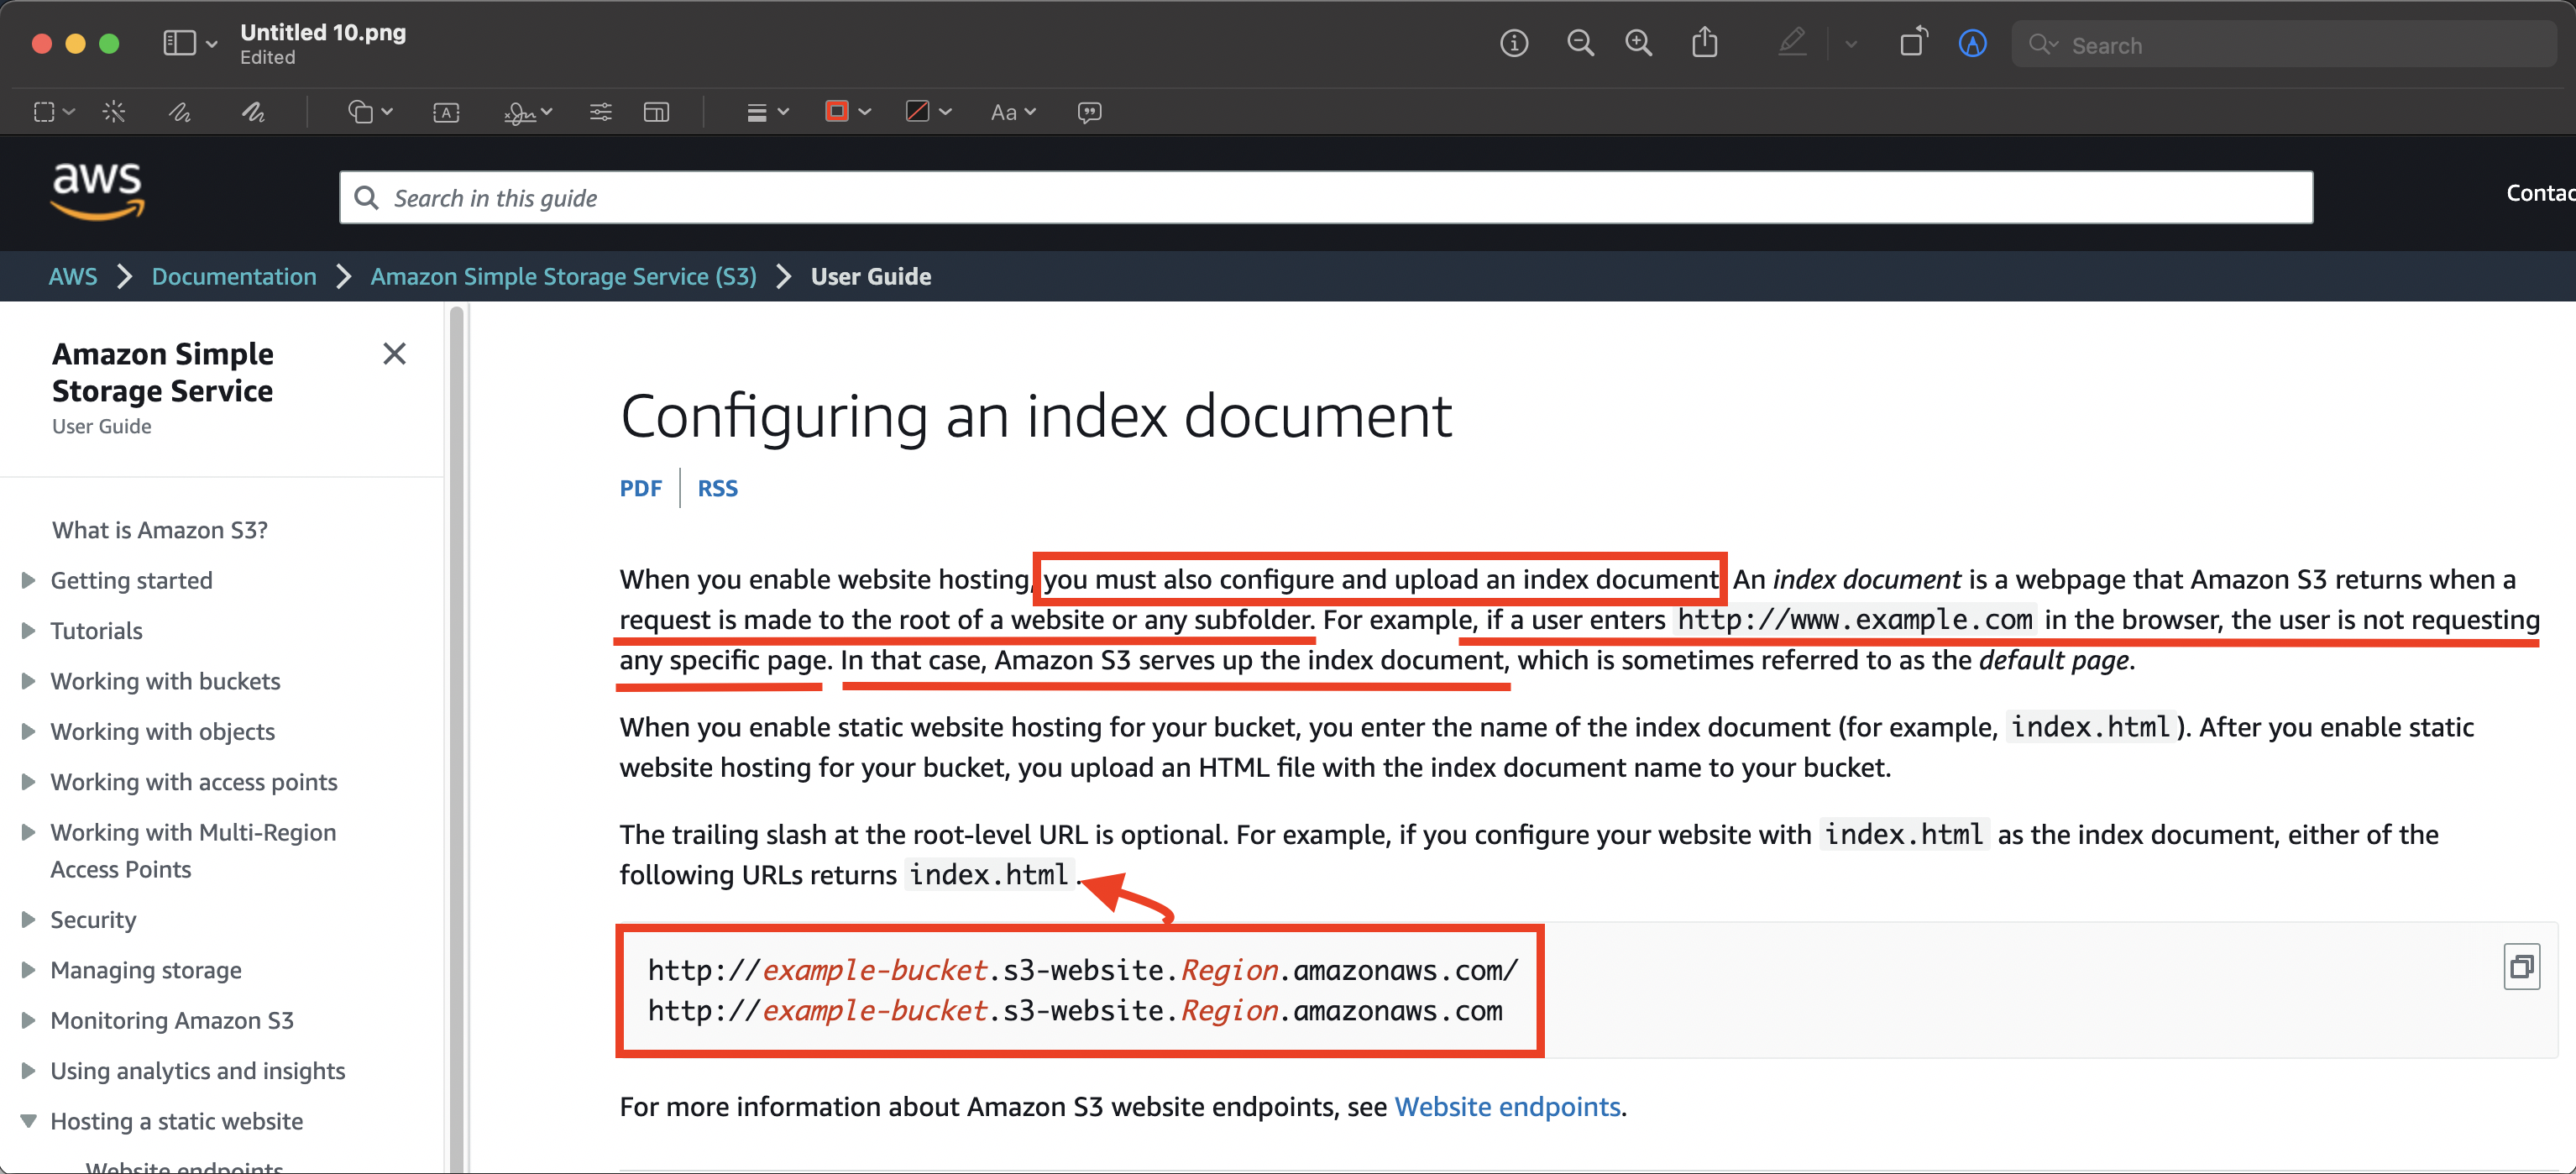 Untitled 10.png
Edited
Search
A
Aa
aws
Search in this guide
Contac
AWS Documentation Amazon Simple Storage Service (S3) User Guide
Amazon Simple
Storage Service
User Guide
What is Amazon S3?
Getting started
Tutorials
Working with buckets
Working with objects
Working with access points
Working with Multi-Region
Access Points
Security
Managing storage
Monitoring Amazon S3
Using analytics and insights
Hosting a static website
Website endpoints
Configuring an index document
PDF RSS
When you enable website hosting, you must also configure and upload an index document. An index document is a webpage that Amazon S3 returns when a
request is made to the root of a website or any subfolder. For example, if a user enters http://www.example.com in the browser, the user is not requesting
any specific page. In that case, Amazon S3 serves up the index document, which is sometimes referred to as the default page.
When you enable static website hosting for your bucket, you enter the name of the index document (for example, index.html). After you enable static
website hosting for your bucket, you upload an HTML file with the index document name to your bucket.
The trailing slash at the root-level URL is optional. For example, if you configure your website with index.html as the index document, either of the
following URLs returns index.html.
http://example-bucket.s3-website.Region.amazonaws.com/
http://example-bucket.s3-website.Region.amazonaws.com
For more information about Amazon S3 website endpoints, see Website endpoints.